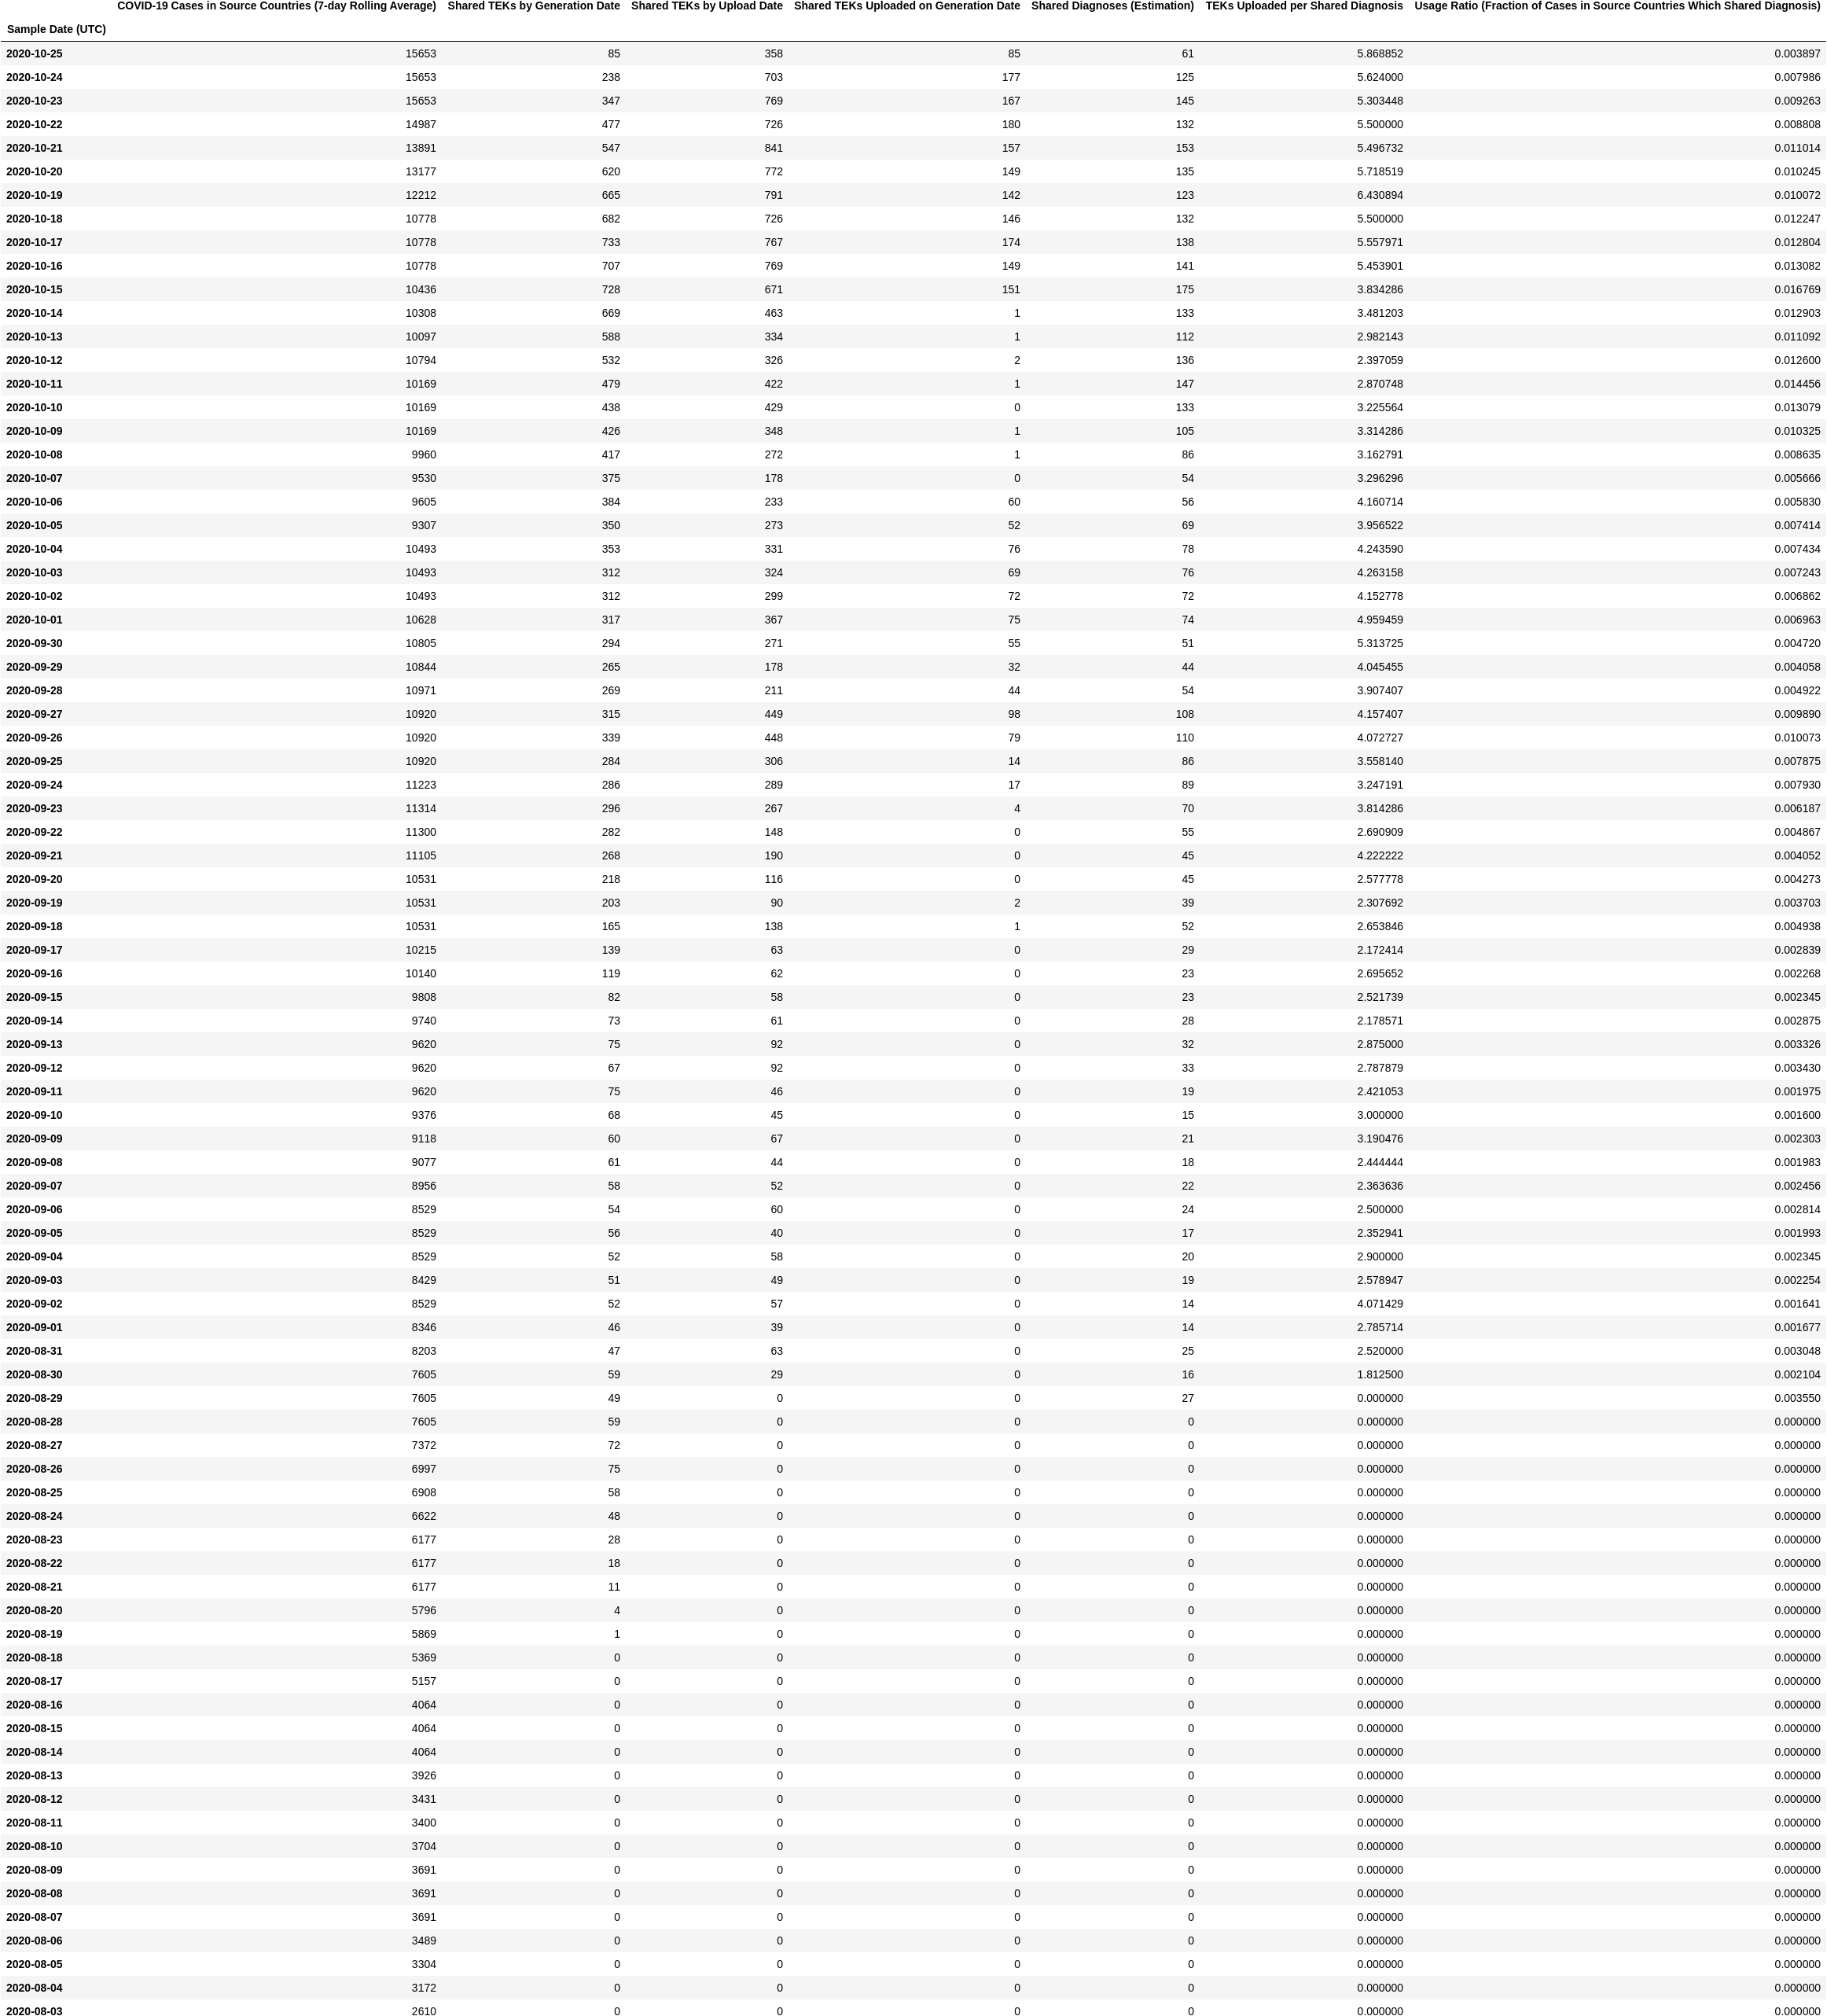 COVID-19 Cases in Source Countries (7-day Rolling Average) Shared TEKs by Generation Date Shared TEKs by Upload Date Shared TEKs Uploaded on Generation Date Shared Diagnoses (Estimation) TEKs Uploaded per Shared Diagnosis Usage Ratio (Fraction of Cases in Source Countries Which Shared Diagnosis)
Sample Date (UTC)
2020-10-25 15653 85 358 85 61 5.868852 0.003897
2020-10-24 15653 238 703 177 125 5.624000 0.007986
2020-10-23 15653 347 769 167 145 5.303448 0.009263
2020-10-22 14987 477 726 180 132 5.500000 0.008808
2020-10-21 13891 547 841 157 153 5.496732 0.011014
2020-10-20 13177 620 772 149 135 5.718519 0.010245
2020-10-19 12212 665 791 142 123 6.430894 0.010072
2020-10-18 10778 682 726 146 132 5.500000 0.012247
2020-10-17 10778 733 767 174 138 5.557971 0.012804
2020-10-16 10778 707 769 149 141 5.453901 0.013082
2020-10-15 10436 728 671 151 175 3.834286 0.016769
2020-10-14 10308 669 463 1 133 3.481203 0.012903
2020-10-13 10097 588 334 1 112 2.982143 0.011092
2020-10-12 10794 532 326 2 136 2.397059 0.012600
2020-10-11 10169 479 422 1 147 2.870748 0.014456
2020-10-10 10169 438 429 0 133 3.225564 0.013079
2020-10-09 10169 426 348 1 105 3.314286 0.010325
2020-10-08 9960 417 272 1 86 3.162791 0.008635
2020-10-07 9530 375 178 0 54 3.296296 0.005666
2020-10-06 9605 384 233 60 56 4.160714 0.005830
2020-10-05 9307 350 273 52 69 3.956522 0.007414
2020-10-04 10493 353 331 76 78 4.243590 0.007434
2020-10-03 10493 312 324 69 76 4.263158 0.007243
2020-10-02 10493 312 299 72 72 4.152778 0.006862
2020-10-01 10628 317 367 75 74 4.959459 0.006963
2020-09-30 10805 294 271 55 51 5.313725 0.004720
2020-09-29 10844 265 178 32 44 4.045455 0.004058
2020-09-28 10971 269 211 44 54 3.907407 0.004922
2020-09-27 10920 315 449 98 108 4.157407 0.009890
2020-09-26 10920 339 448 79 110 4.072727 0.010073
2020-09-25 10920 284 306 14 86 3.558140 0.007875
2020-09-24 11223 286 289 17 89 3.247191 0.007930
2020-09-23 11314 296 267 4 70 3.814286 0.006187
2020-09-22 11300 282 148 0 55 2.690909 0.004867
2020-09-21 11105 268 190 0 45 4.222222 0.004052
2020-09-20 10531 218 116 0 45 2.577778 0.004273
2020-09-19 10531 203 90 2 39 2.307692 0.003703
2020-09-18 10531 165 138 1 52 2.653846 0.004938
2020-09-17 10215 139 63 0 29 2.172414 0.002839
2020-09-16 10140 119 62 0 23 2.695652 0.002268
2020-09-15 9808 82 58 0 23 2.521739 0.002345
2020-09-14 9740 73 61 0 28 2.178571 0.002875
2020-09-13 9620 75 92 0 32 2.875000 0.003326
2020-09-12 9620 67 92 0 33 2.787879 0.003430
2020-09-11 9620 75 46 0 19 2.421053 0.001975
2020-09-10 9376 68 45 0 15 3.000000 0.001600
2020-09-09 9118 60 67 0 21 3.190476 0.002303
2020-09-08 9077 61 44 0 18 2.444444 0.001983
2020-09-07 8956 58 52 0 22 2.363636 0.002456
2020-09-06 8529 54 60 0 24 2.500000 0.002814
2020-09-05 8529 56 40 0 17 2.352941 0.001993
2020-09-04 8529 52 58 0 20 2.900000 0.002345
2020-09-03 8429 51 49 0 19 2.578947 0.002254
2020-09-02 8529 52 57 0 14 4.071429 0.001641
2020-09-01 8346 46 39 0 14 2.785714 0.001677
2020-08-31 8203 47 63 0 25 2.520000 0.003048
2020-08-30 7605 59 29 0 16 1.812500 0.002104
2020-08-29 7605 49 0 0 27 0.000000 0.003550
2020-08-28 7605 59 0 0 0 0.000000 0.000000
2020-08-27 7372 72 0 0 0 0.000000 0.000000
2020-08-26 6997 75 0 0 0 0.000000 0.000000
2020-08-25 6908 58 0 0 0 0.000000 0.000000
2020-08-24 6622 48 0 0 0 0.000000 0.000000
2020-08-23 6177 28 0 0 0 0.000000 0.000000
2020-08-22 6177 18 0 0 0 0.000000 0.000000
2020-08-21 6177 11 0 0 0 0.000000 0.000000
2020-08-20 5796 4 0 0 0 0.000000 0.000000
2020-08-19 5869 1 0 0 0 0.000000 0.000000
2020-08-18 5369 0 0 0 0 0.000000 0.000000
2020-08-17 5157 0 0 0 0 0.000000 0.000000
2020-08-16 4064 0 0 0 0 0.000000 0.000000
2020-08-15 4064 0 0 0 0 0.000000 0.000000
2020-08-14 4064 0 0 0 0 0.000000 0.000000
2020-08-13 3926 0 0 0 0 0.000000 0.000000
2020-08-12 3431 0 0 0 0 0.000000 0.000000
2020-08-11 3400 0 0 0 0 0.000000 0.000000
2020-08-10 3704 0 0 0 0 0.000000 0.000000
2020-08-09 3691 0 0 0 0 0.000000 0.000000
2020-08-08 3691 0 0 0 0 0.000000 0.000000
2020-08-07 3691 0 0 0 0 0.000000 0.000000
2020-08-06 3489 0 0 0 0 0.000000 0.000000
2020-08-05 3304 0 0 0 0 0.000000 0.000000
2020-08-04 3172 0 0 0 0 0.000000 0.000000
2020-08-03 2610 0 0 0 0 0.000000 0.000000